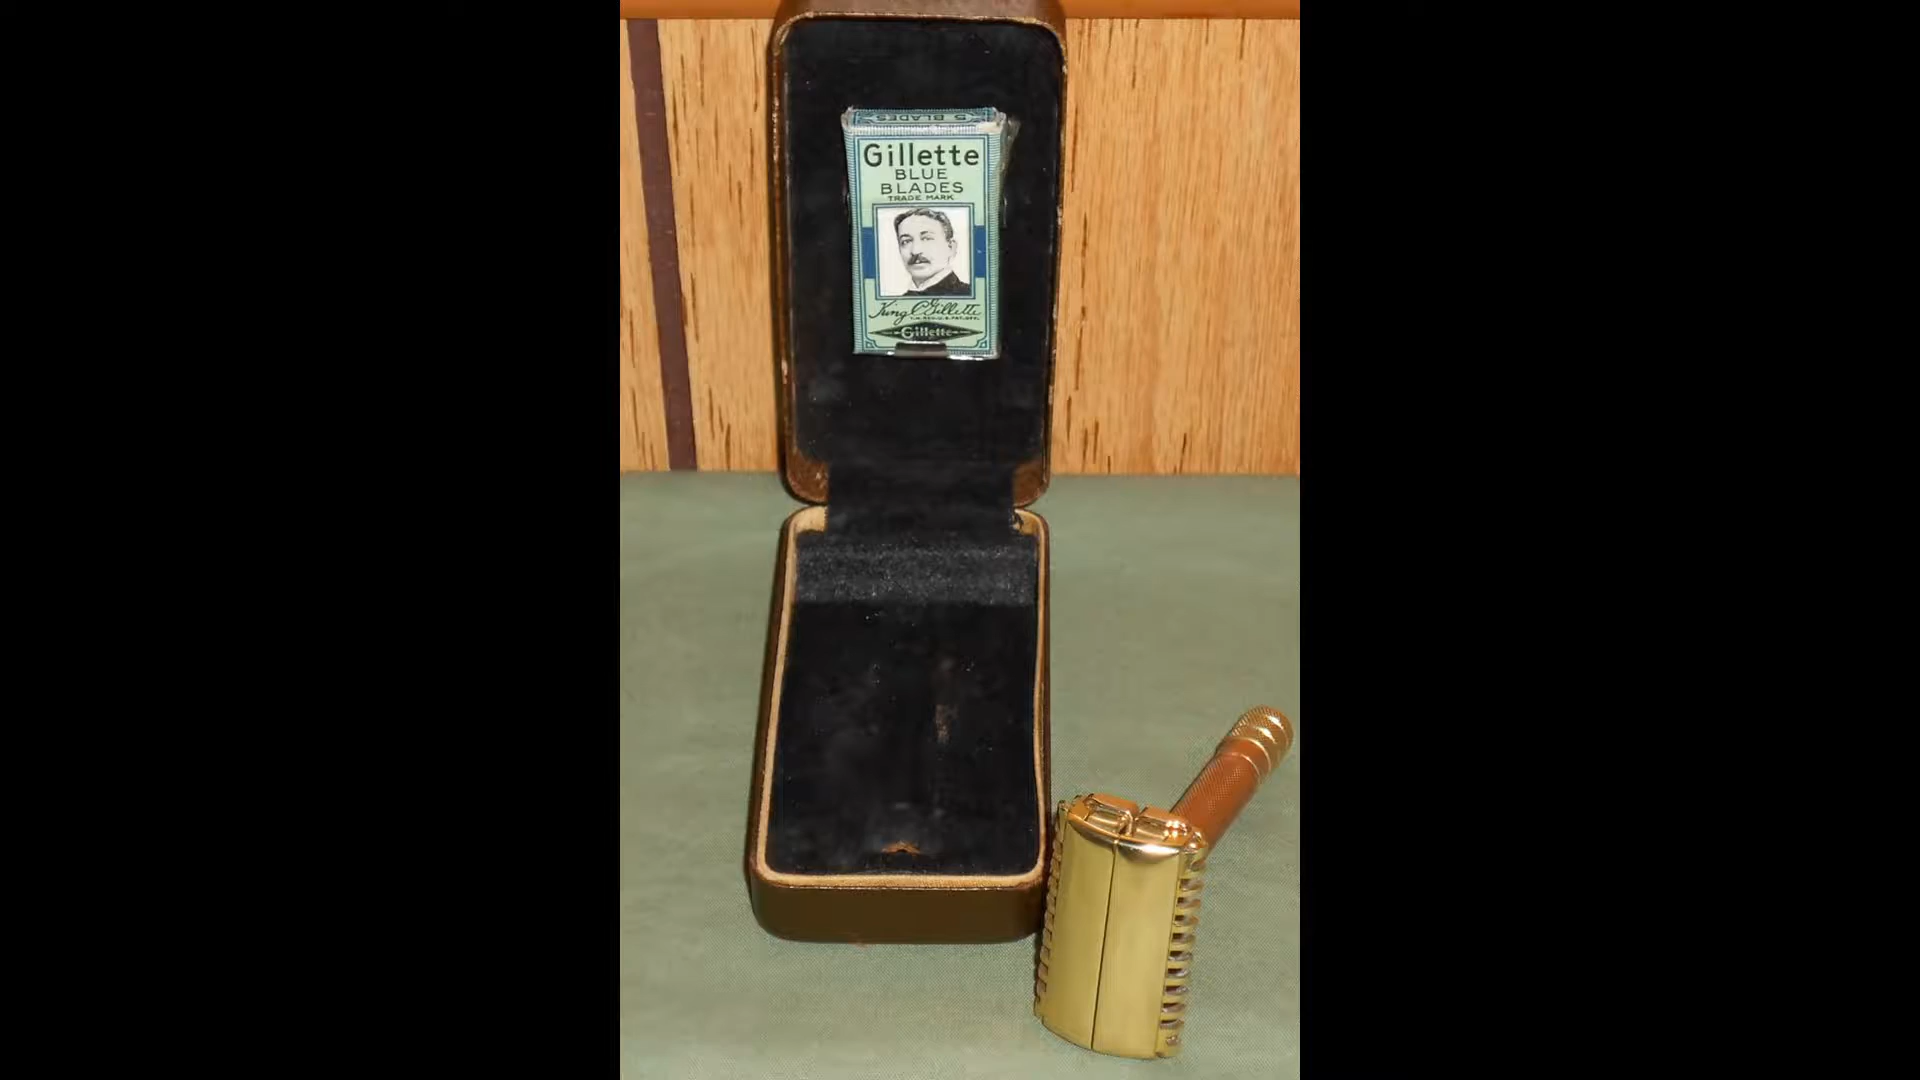 5 BLADES
Gillette
BLUE
BLADES
TRADE MARK
King C Gillette
Gillette